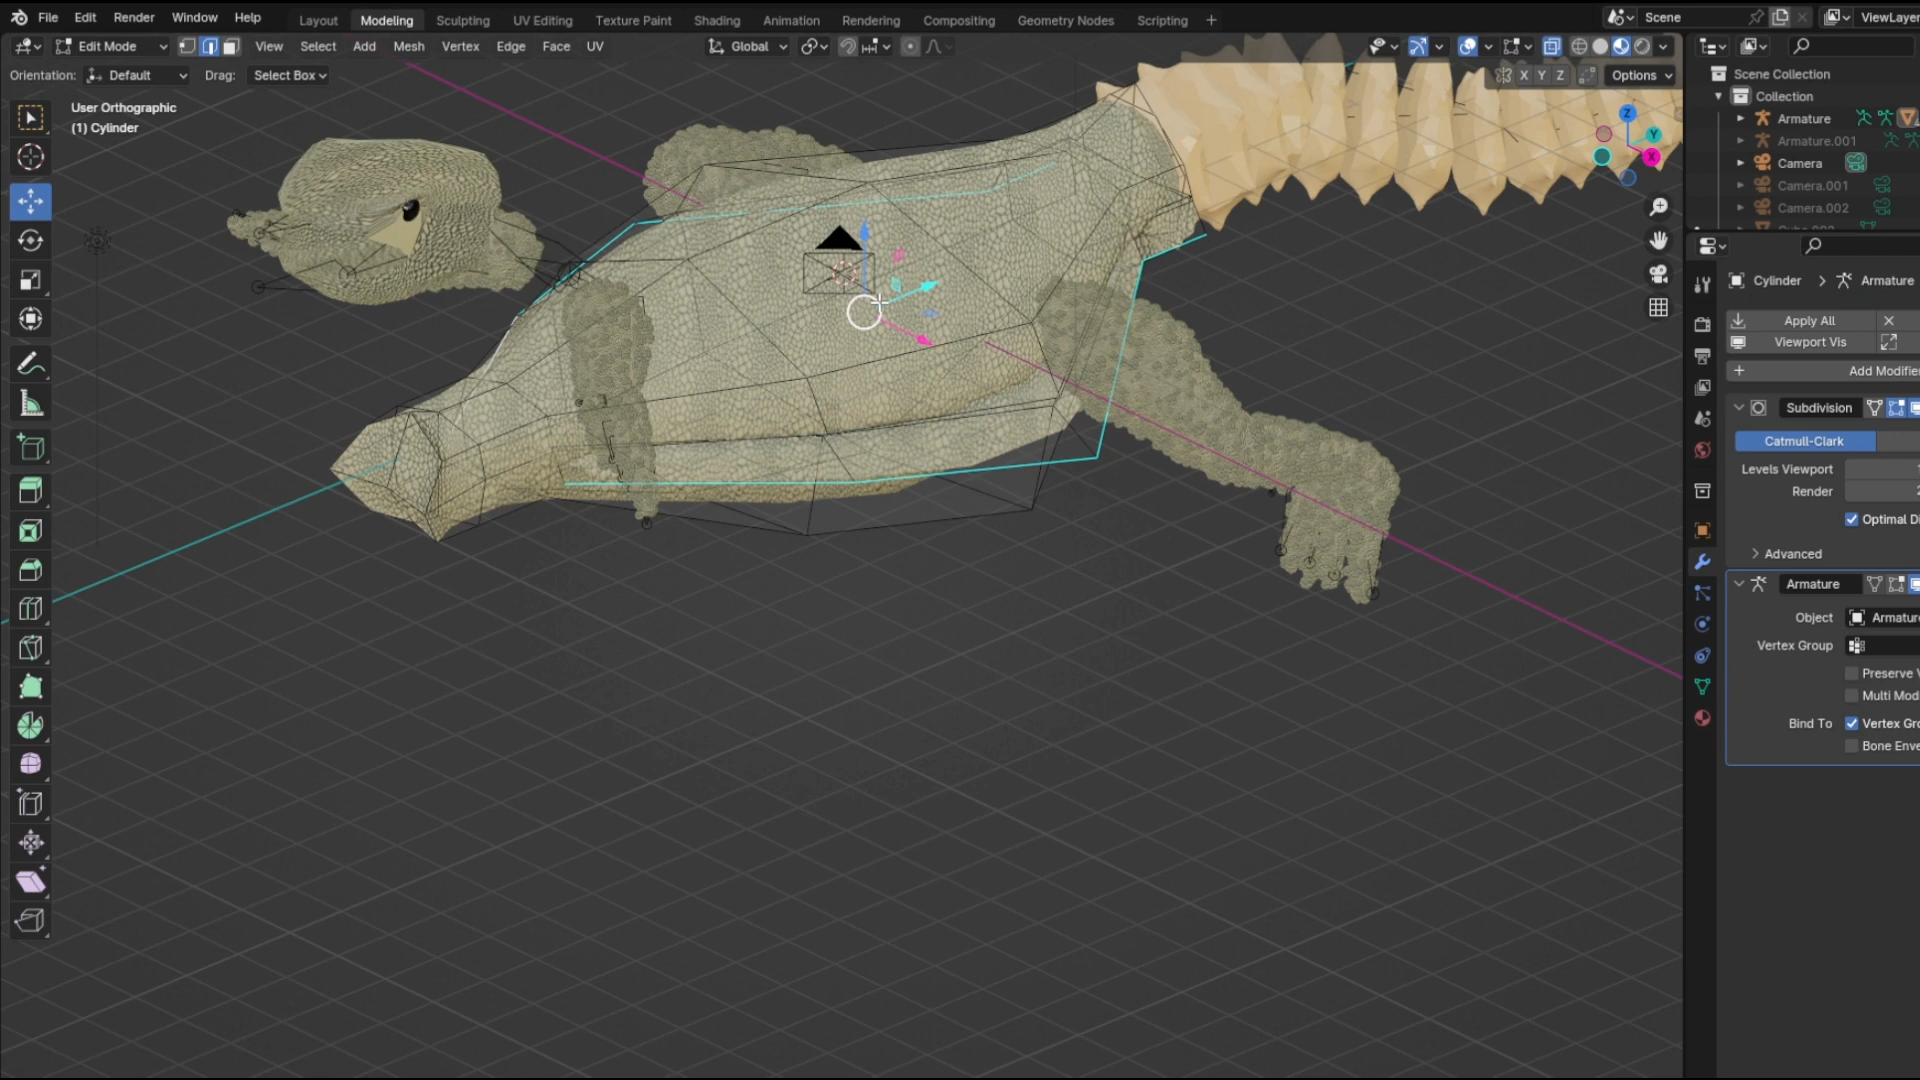 File Edit Render Window Help Layout Modeling Sculpting UV Editing Texture Paint Shading Animation Rendering Compositing Geometry Nodes Scripting + Scene ViewLayer
Edit Mode View Select Add Mesh Vertex Edge Face UV Global
Orientation: Default Drag: Select Box X Y Z Options
Scene Collection
Collection
User Orthographic
(1) Cylinder
Armature
Armature.001
Camera
Camera.001
Camera.002
Z
Y
X
Cylinder > Armature
Apply All
Viewport Vis
Add Modifie
Subdivision
Catmull-Clark
Levels Viewport
Render
Optimal Di
Advanced
Armature
Object Armature
Vertex Group
Preserve V
Multi Mod
Bind To Vertex Gro
Bone Enve